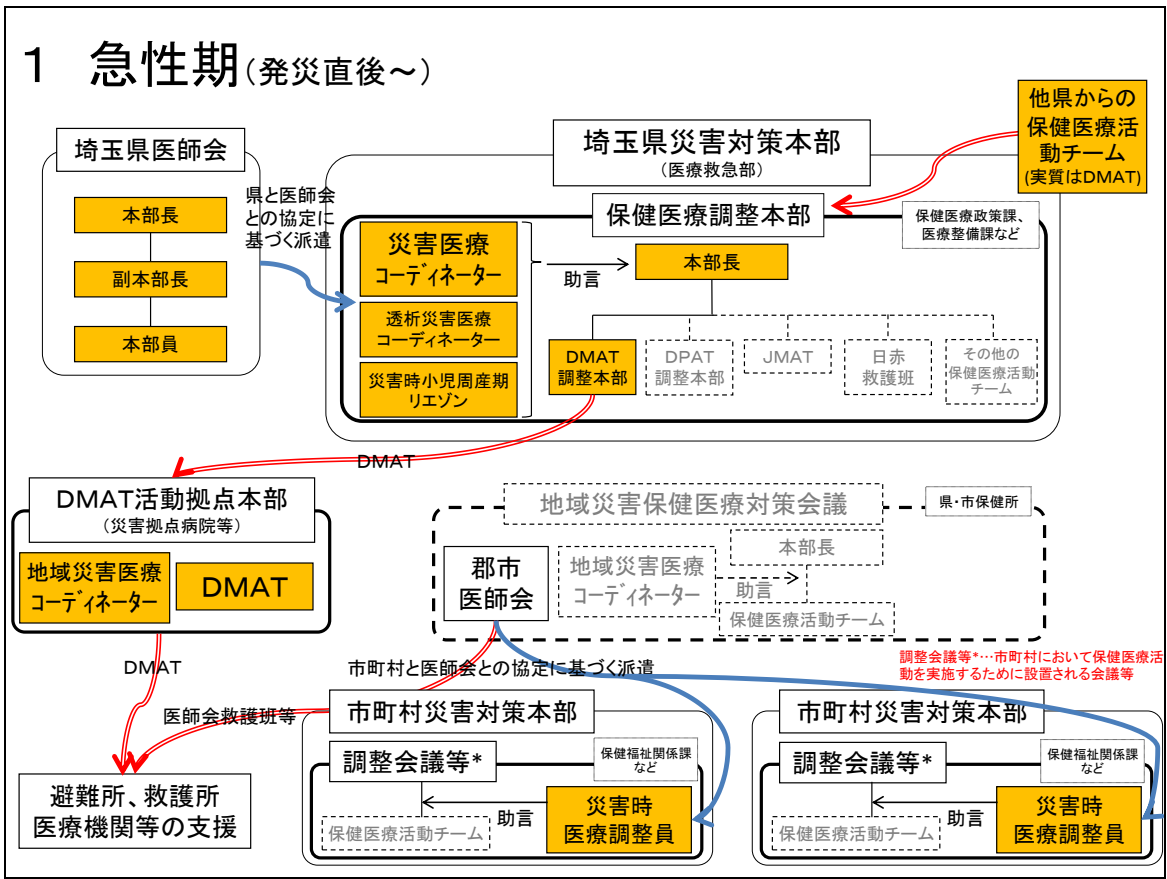 1 急性期(発災直後～)
他県からの
保健医療活
動チーム
(実質はDMAT)
埼玉県医師会
本部長
副本部長
本部員
県と医師会
との協定に
基づく派遣
埼玉県災害対策本部
(医療救急部)
保健医療調整本部
保健医療政策課、
医療整備課など
災害医療
コーディネーター
透析災害医療
コーディネーター
災害時小児周産期
リエゾン
助言
本部長
DMAT
調整本部
DPAT
調整本部
JMAT
日赤
救護班
その他の
保健医療活動
チーム
DMAT
DMAT活動拠点本部
(災害拠点病院等)
地域災害医療
コーディネーター
DMAT
地域災害保健医療対策会議
県・市保健所
郡市
医師会
地域災害医療
コーディネーター
助言
本部長
保健医療活動チーム
DMAT
医師会救護班等
市町村と医師会との協定に基づく派遣
調整会議等*…市町村において保健医療活
動を実施するために設置される会議等
避難所、救護所
医療機関等の支援
市町村災害対策本部
調整会議等*
保健福祉関係課
など
保健医療活動チーム
助言
災害時
医療調整員
市町村災害対策本部
調整会議等*
保健福祉関係課
など
保健医療活動チーム
助言
災害時
医療調整員